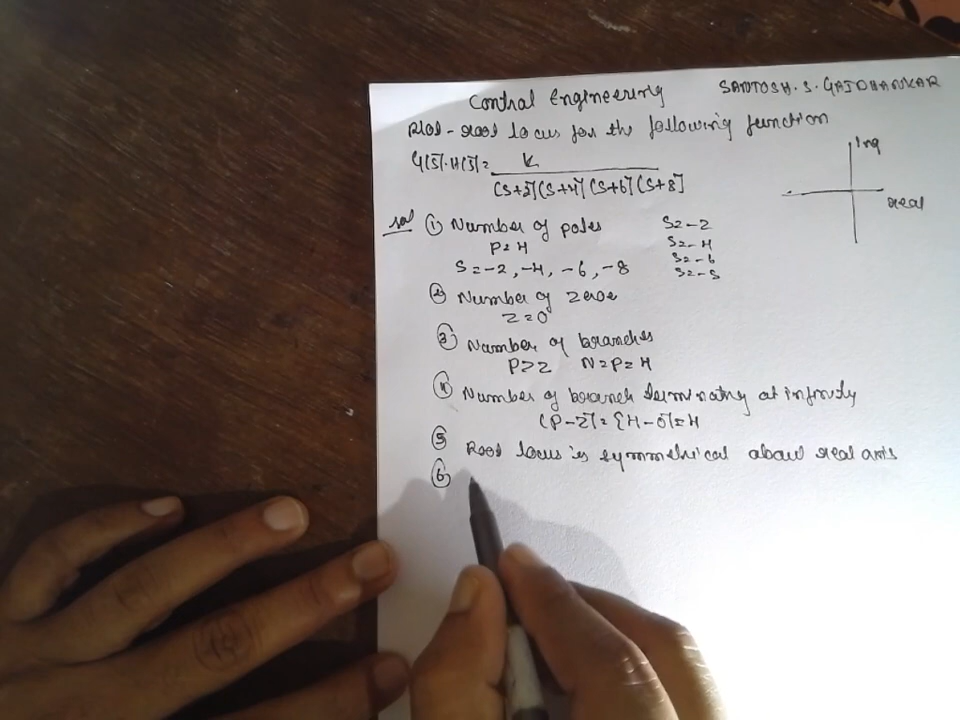 Control Engineering SANTOSH.S.GAIDHANKAR
Plot-root locus for the following function
G(S).H(S)= K
(S+2)(S+4)(S+6)(S+8)
Img
real
sol
① Number of poles
P=4
S=-2,-4,-6,-8
S=-2
S=-4
S=-6
S=-8
② Number of zeros
Z=0
③ Number of branches
P>Z N=P=4
④ Number of branch terminatng at infinity
(P-Z)=(4-0)=4
⑤ Root locus is symmetrical about real axis
⑥